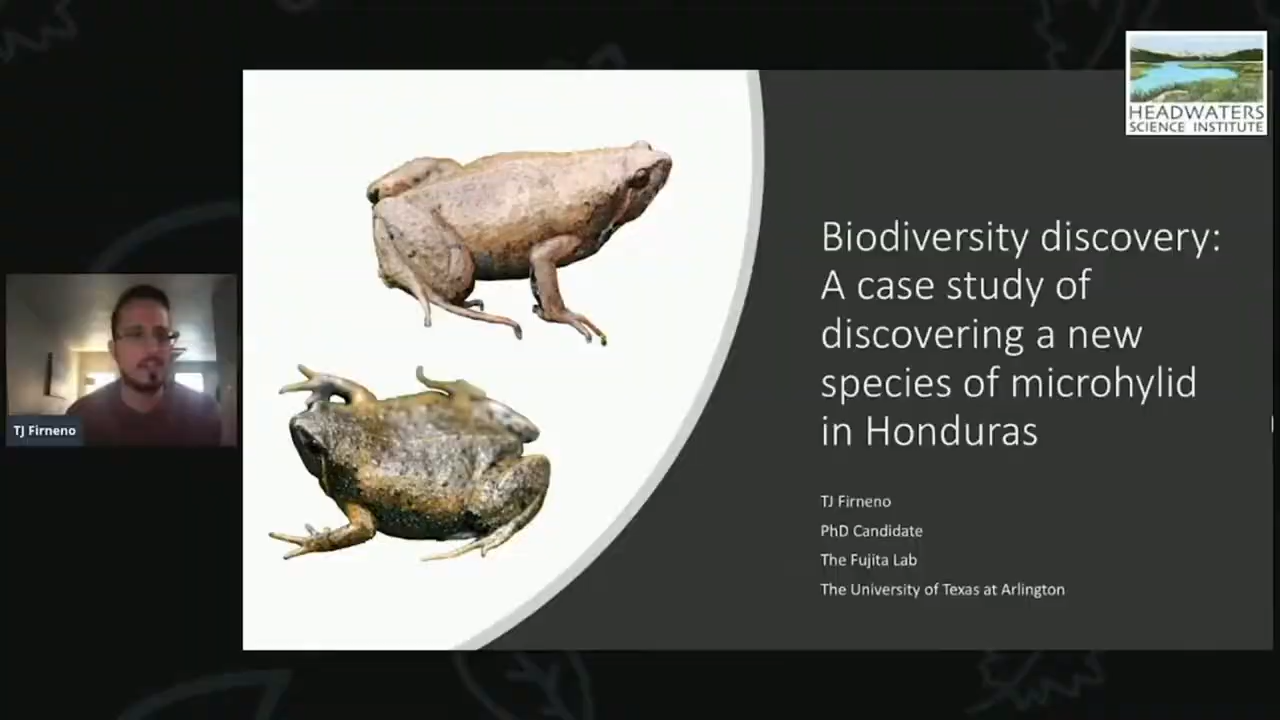 HEADWATERS
SCIENCE INSTITUTE
Biodiversity discovery:
A case study of
discovering a new
species of microhylid
in Honduras
TJ Firneno
PhD Candidate
The Fujita Lab
The University of Texas at Arlington
TJ Firneno